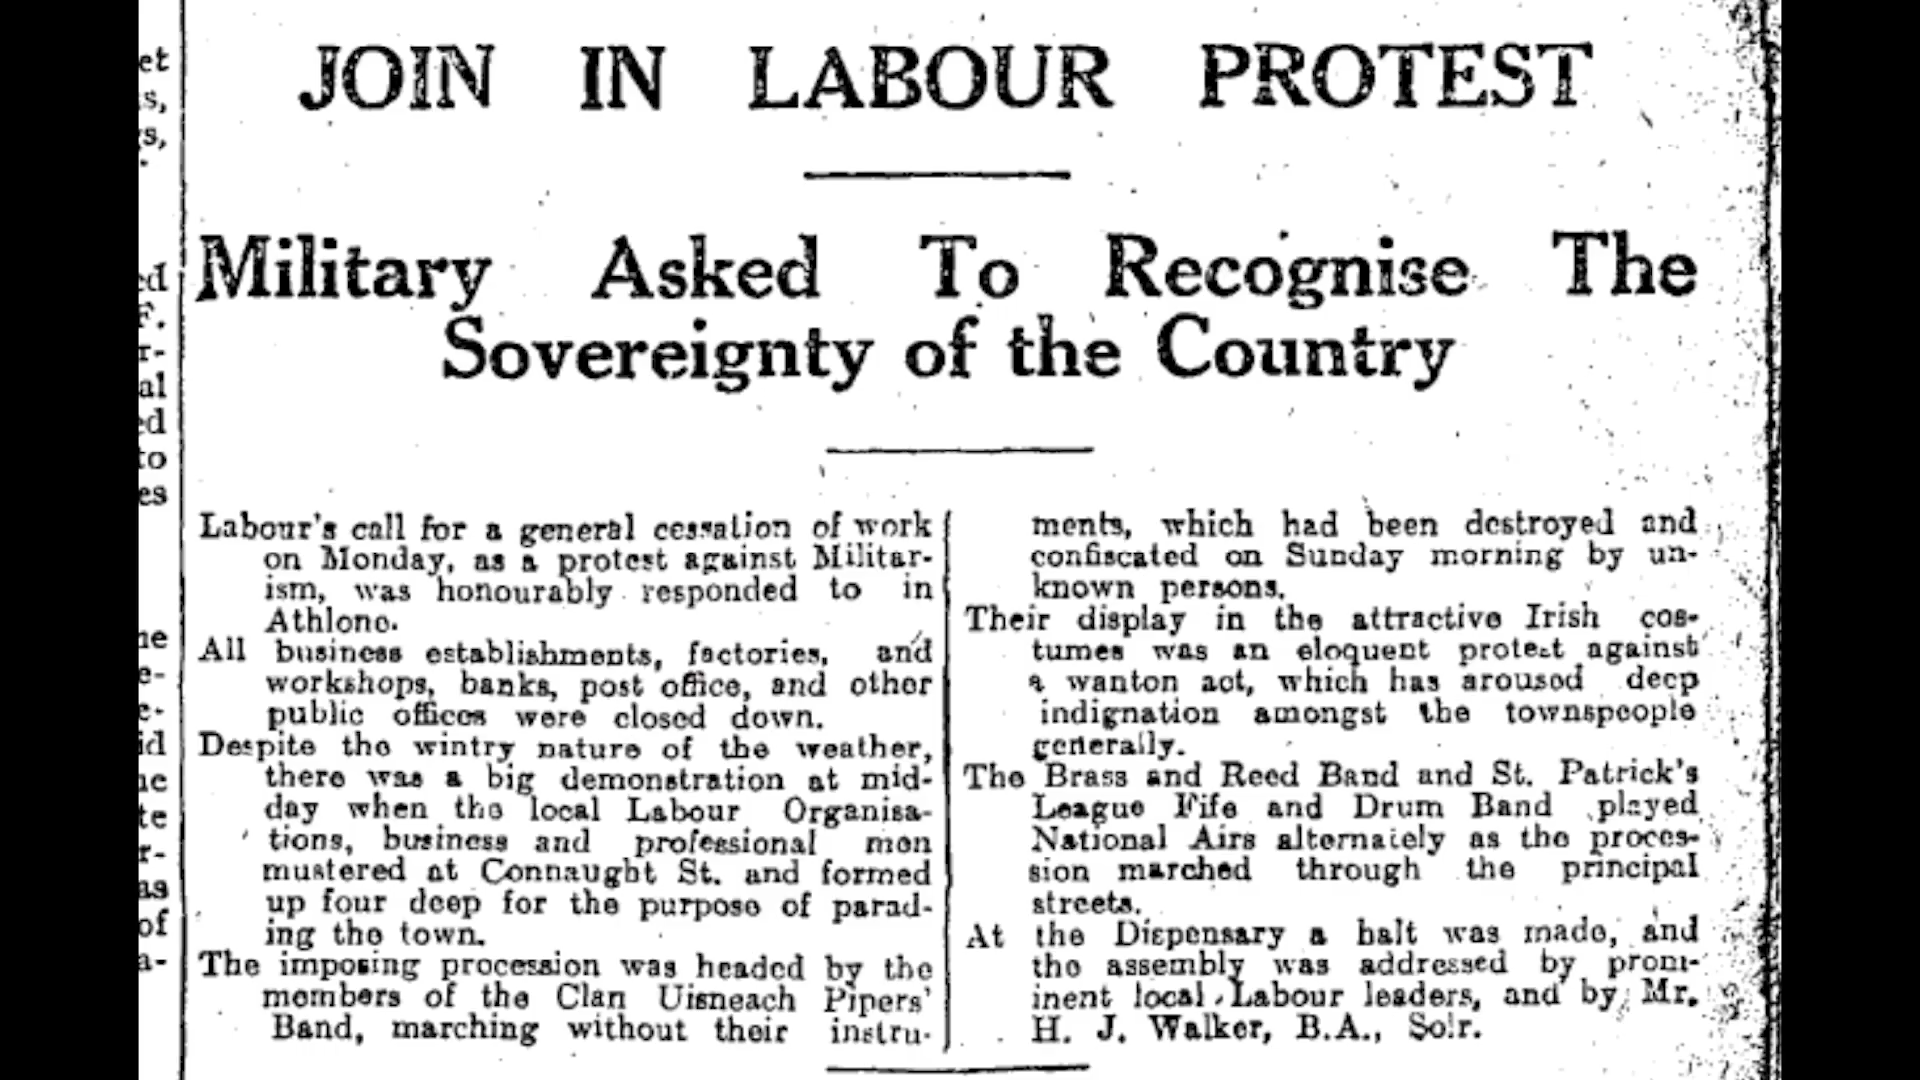 JOIN IN LABOUR PROTEST
Military Asked To Recognise The
Sovereignty of the Country
Labour's call for a general cessation of work
on Monday, as a protest against Militar-
ism, was honourably responded to in
Athlone.
All business establishments, factories, and
workshops, banks, post office, and other
public offices were closed down.
Despite the wintry nature of the weather,
there was a big demonstration at mid-
day when the local Labour Organisa-
tions, business and professional men
mustered at Connaught St. and formed
up four deep for the purpose of parad-
ing the town.
The imposing procession was headed by the
members of the Clan Uisneach Pipers'
Band, marching without their instru-
ments, which had been destroyed and
confiscated on Sunday morning by un-
known persons.
Their display in the attractive Irish cos-
tumes was an eloquent protest against
a wanton act, which has aroused deep
indignation amongst the townspeople
generally.
The Brass and Reed Band and St. Patrick's
League Fife and Drum Band played
National Airs alternately as the proces-
sion marched through the principal
streets.
At the Dispensary a halt was made, and
the assembly was addressed by prom-
inent local Labour leaders, and by Mr.
H. J. Walker, B.A., Solr.